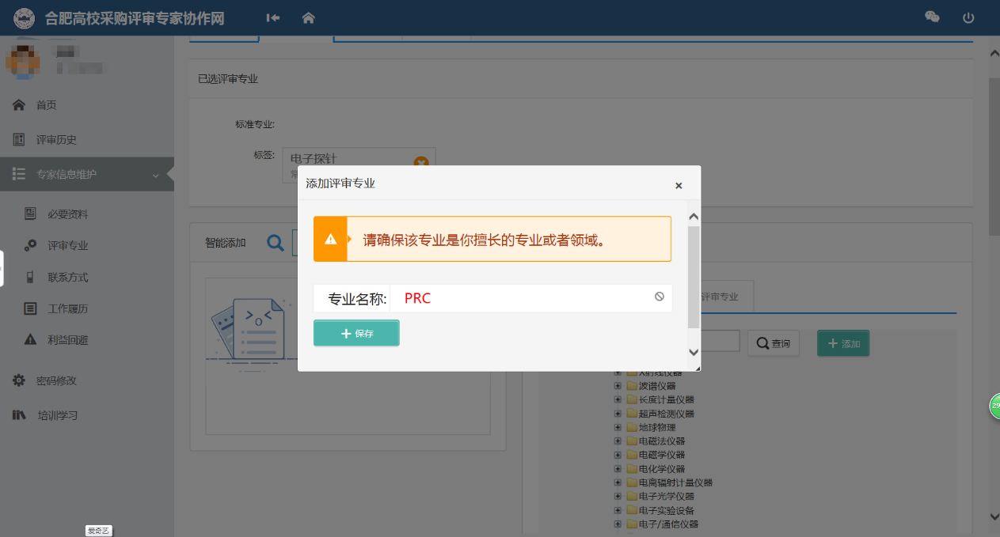 合肥高校采购评审专家协作网
首页
评审历史
专家信息维护
必要资料
评审专业
联系方式
工作履历
利益回避
密码修改
培训学习
已选评审专业
标准专业:
标签:
电子探针
常
智能添加
添加评审专业
×
请确保该专业是你擅长的专业或者领域。
专业名称: PRC
保存
评审专业
查询
添加
X射线仪器
波谱仪器
长度计量仪器
超声检测仪器
地球物理
电磁法仪器
电磁学仪器
电化学仪器
电离辐射计量仪器
电子光学仪器
电子实验设备
电子/通信仪器
29
爱奇艺